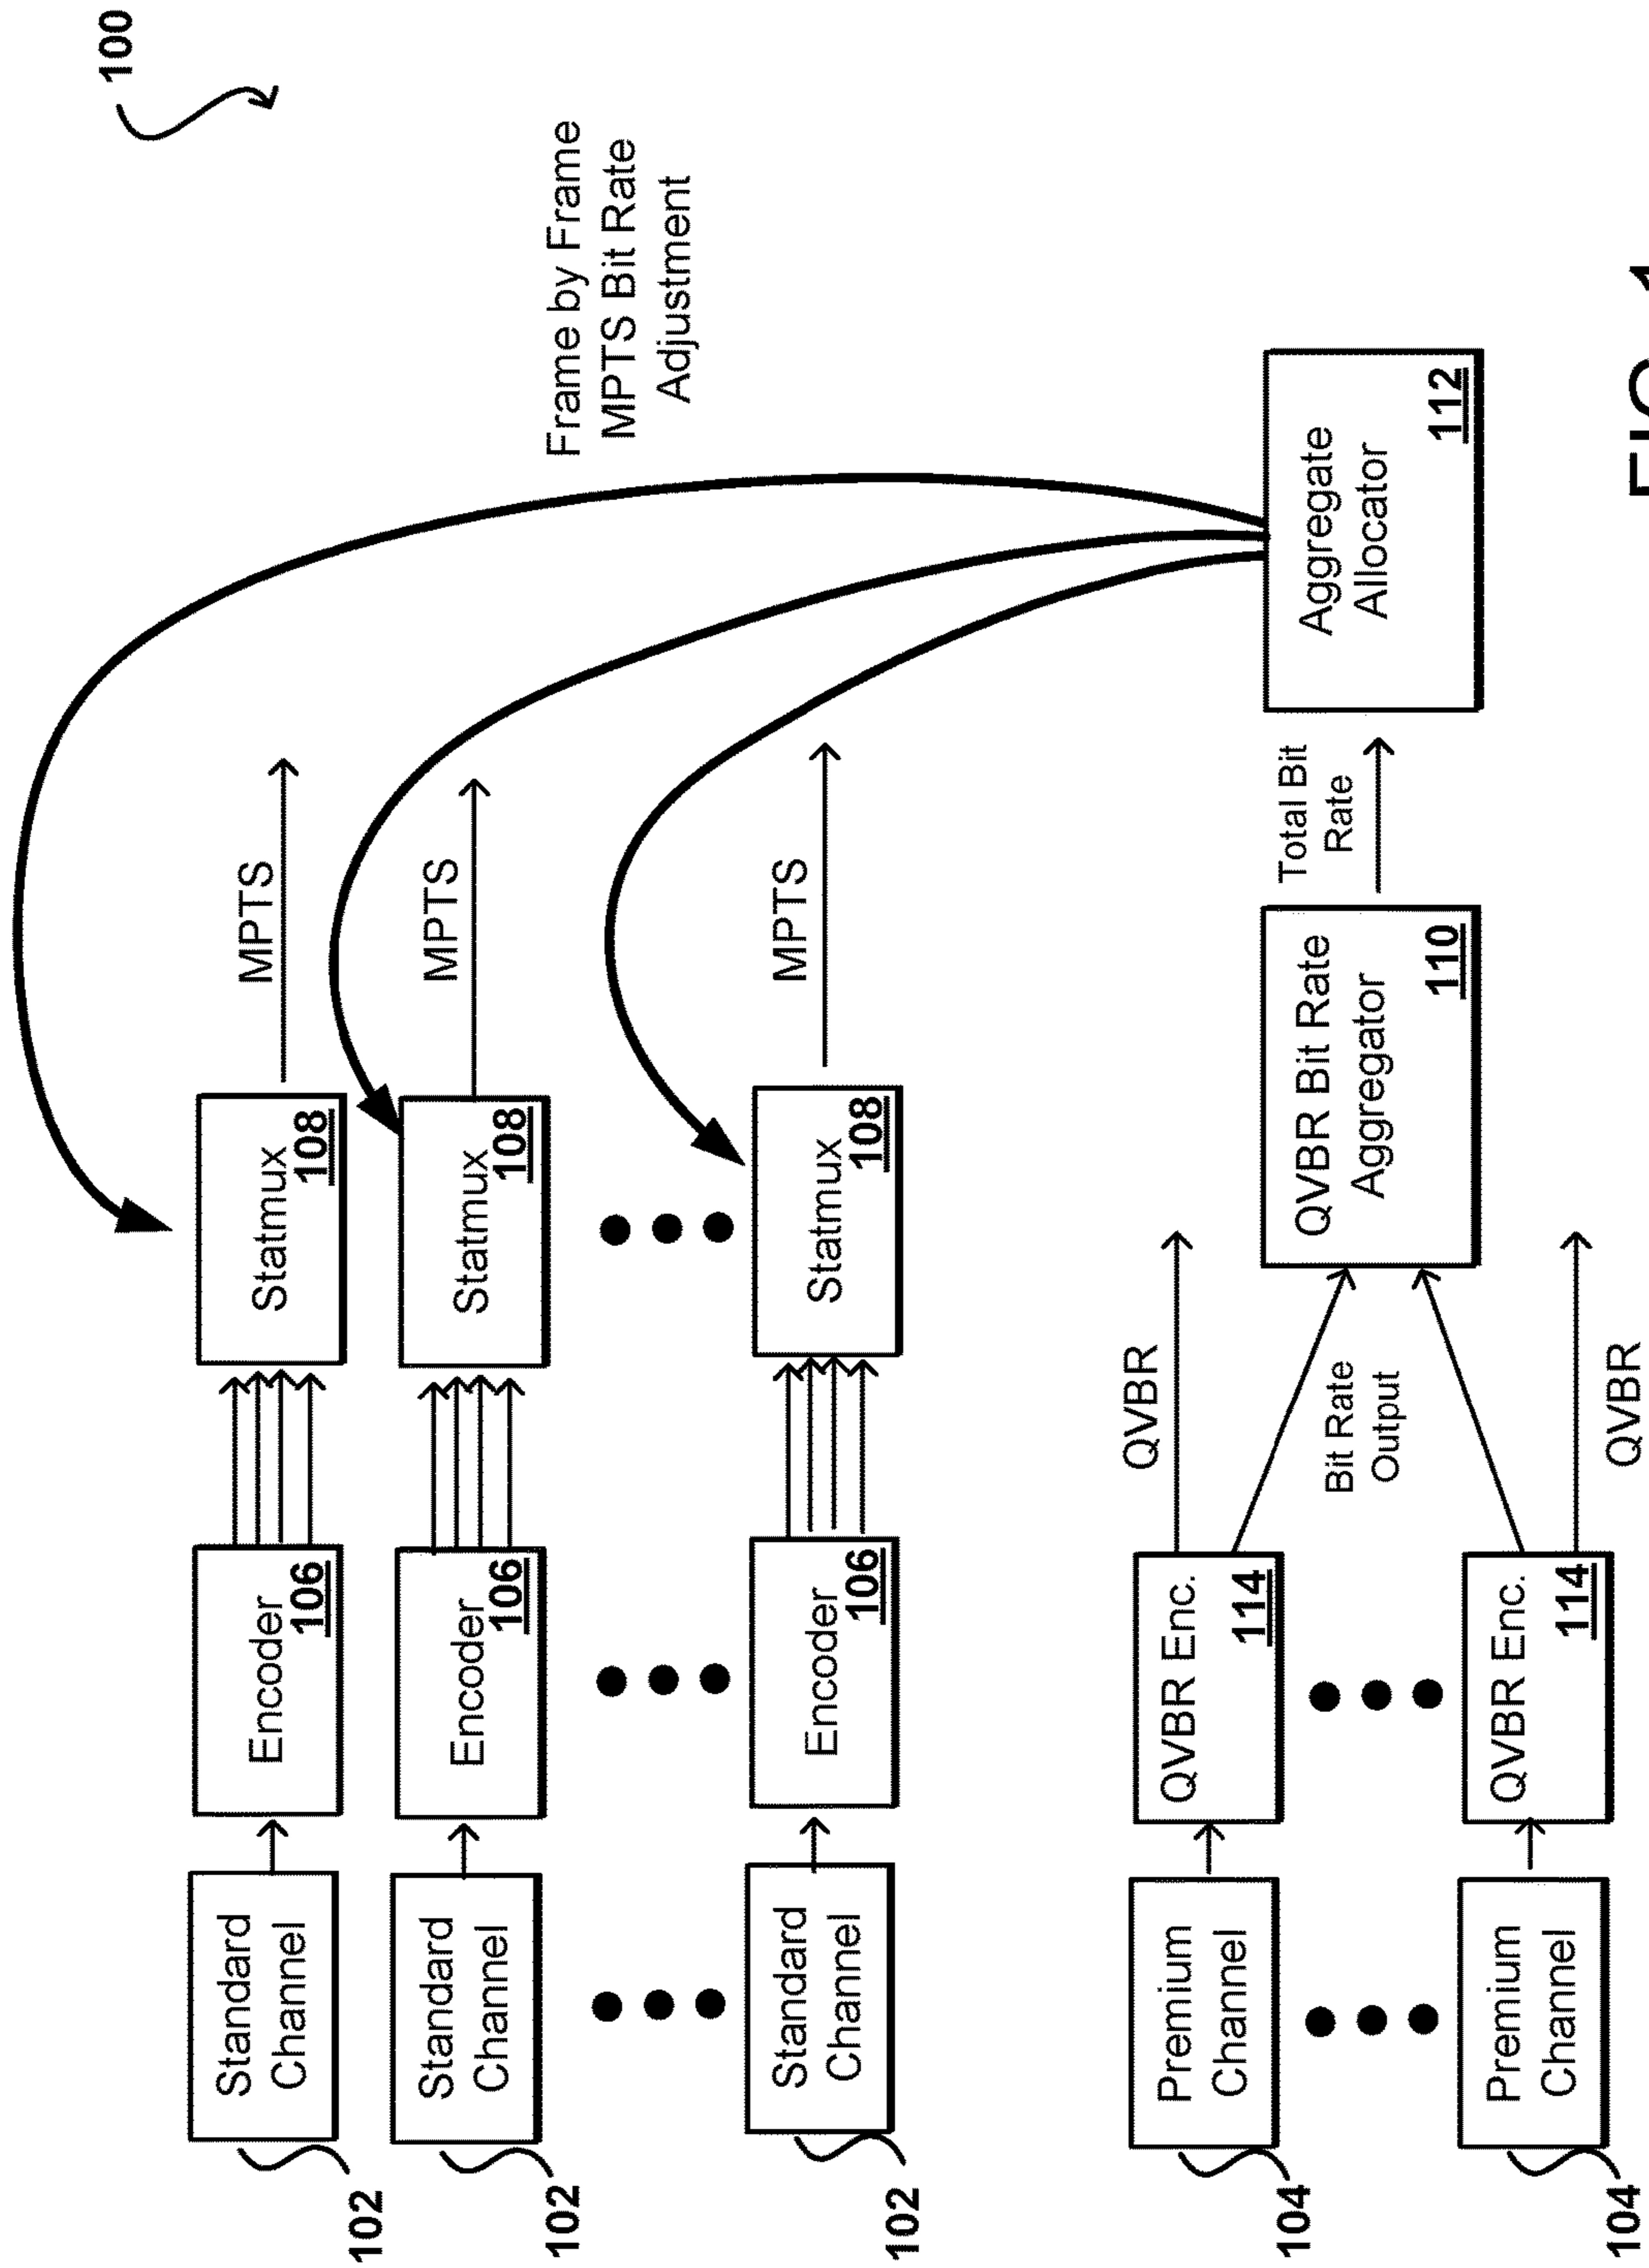 100
Standard
Channel
102
Encoder
106
Statmux
108
MPTS
Standard
Channel
102
Encoder
106
Statmux
108
MPTS
Frame by Frame
MPTS Bit Rate
Adjustment
Standard
Channel
102
Encoder
106
Statmux
108
MPTS
Premium
Channel
104
QVBR Enc.
114
QVBR
Bit Rate
Output
QVBR Bit Rate
Aggregator
110
Total Bit
Rate
Aggregate
Allocator
112
Premium
Channel
104
QVBR Enc.
114
QVBR
FIG. 1